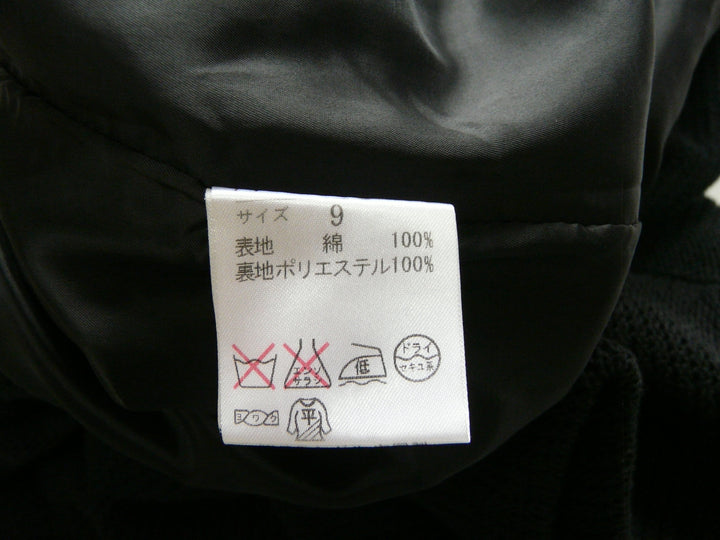 サイズ 9
表地 綿 100%
裏地ポリエステル100%
エンソ
サラシ
低
ドライ
セキユ系
ヨワク
平